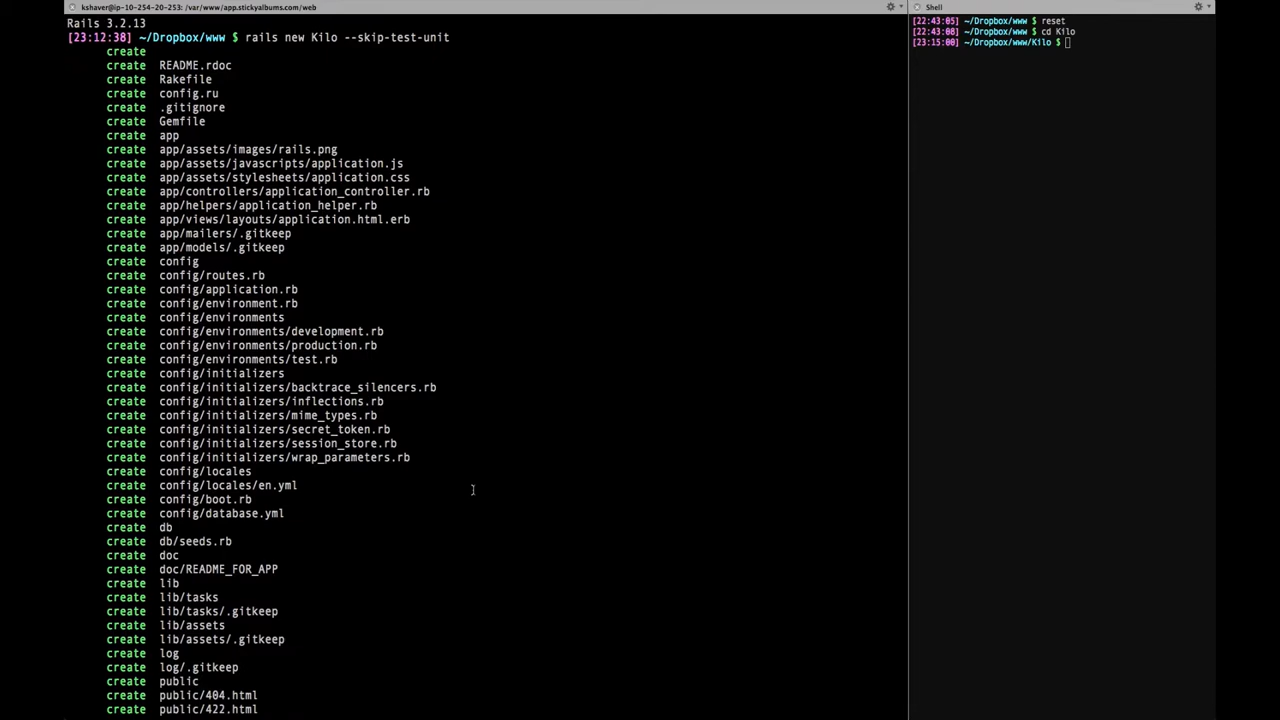 kshaver@ip-10-254-20-253: /var/www/app.stickyalbums.com/web
Rails 3.2.13
[23:12:38] ~/Dropbox/www $ rails new Kilo --skip-test-unit
create
create README.rdoc
create Rakefile
create config.ru
create .gitignore
create Gemfile
create app
create app/assets/images/rails.png
create app/assets/javascripts/application.js
create app/assets/stylesheets/application.css
create app/controllers/application_controller.rb
create app/helpers/application_helper.rb
create app/views/layouts/application.html.erb
create app/mailers/.gitkeep
create app/models/.gitkeep
create config
create config/routes.rb
create config/application.rb
create config/environment.rb
create config/environments
create config/environments/development.rb
create config/environments/production.rb
create config/environments/test.rb
create config/initializers
create config/initializers/backtrace_silencers.rb
create config/initializers/inflections.rb
create config/initializers/mime_types.rb
create config/initializers/secret_token.rb
create config/initializers/session_store.rb
create config/initializers/wrap_parameters.rb
create config/locales
create config/locales/en.yml
create config/boot.rb
create config/database.yml
create db
create db/seeds.rb
create doc
create doc/README_FOR_APP
create lib
create lib/tasks
create lib/tasks/.gitkeep
create lib/assets
create lib/assets/.gitkeep
create log
create log/.gitkeep
create public
create public/404.html
create public/422.html
Shell
[22:43:05] ~/Dropbox/www $ reset
[22:43:08] ~/Dropbox/www $ cd Kilo
[23:15:00] ~/Dropbox/www/Kilo $